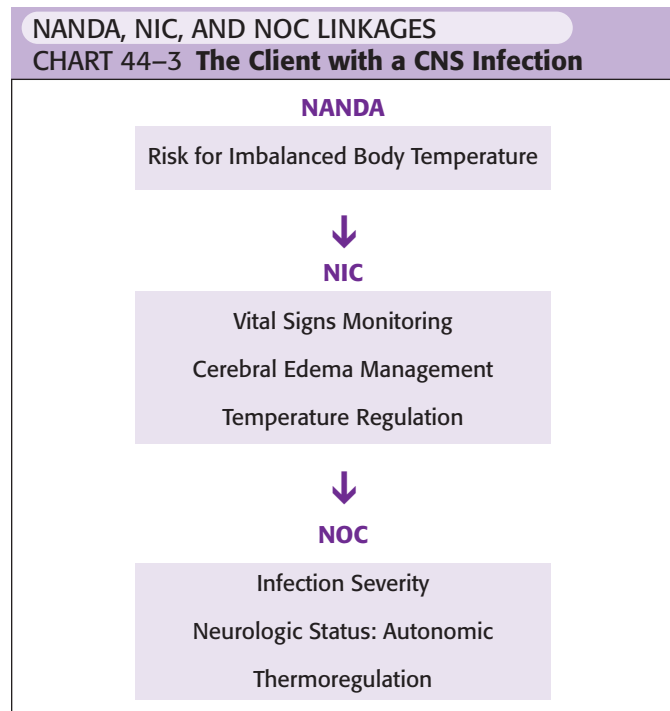 NANDA, NIC, AND NOC LINKAGES
CHART 44–3 The Client with a CNS Infection
NANDA
Risk for Imbalanced Body Temperature
NIC
Vital Signs Monitoring
Cerebral Edema Management
Temperature Regulation
NOC
Infection Severity
Neurologic Status: Autonomic
Thermoregulation